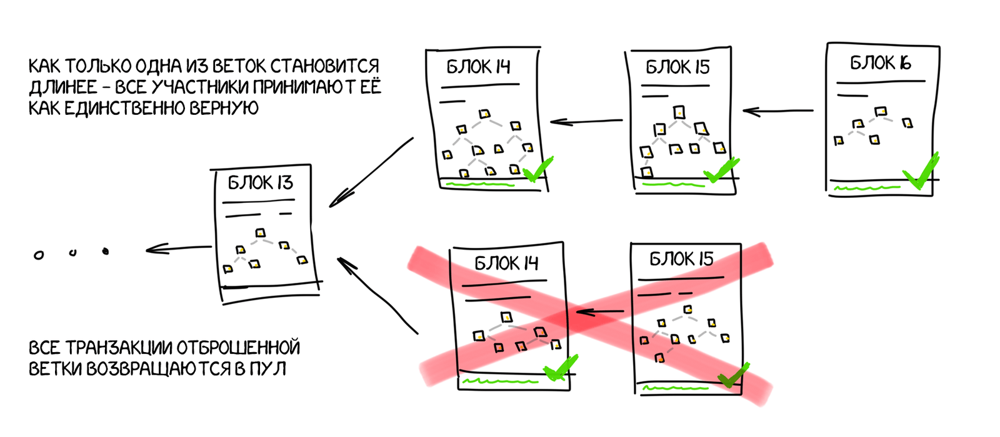 КАК ТОЛЬКО ОДНА ИЗ ВЕТОК СТАНОВИТСЯ
ДЛИНЕЕ – ВСЕ УЧАСТНИКИ ПРИНИМАЮТ ЕЁ
КАК ЕДИНСТВЕННО ВЕРНУЮ
БЛОК 14
БЛОК 15
БЛОК 16
БЛОК 13
БЛОК 14
БЛОК 15
ВСЕ ТРАНЗАКЦИИ ОТБРОШЕННОЙ
ВЕТКИ ВОЗВРАЩАЮТСЯ В ПУЛ